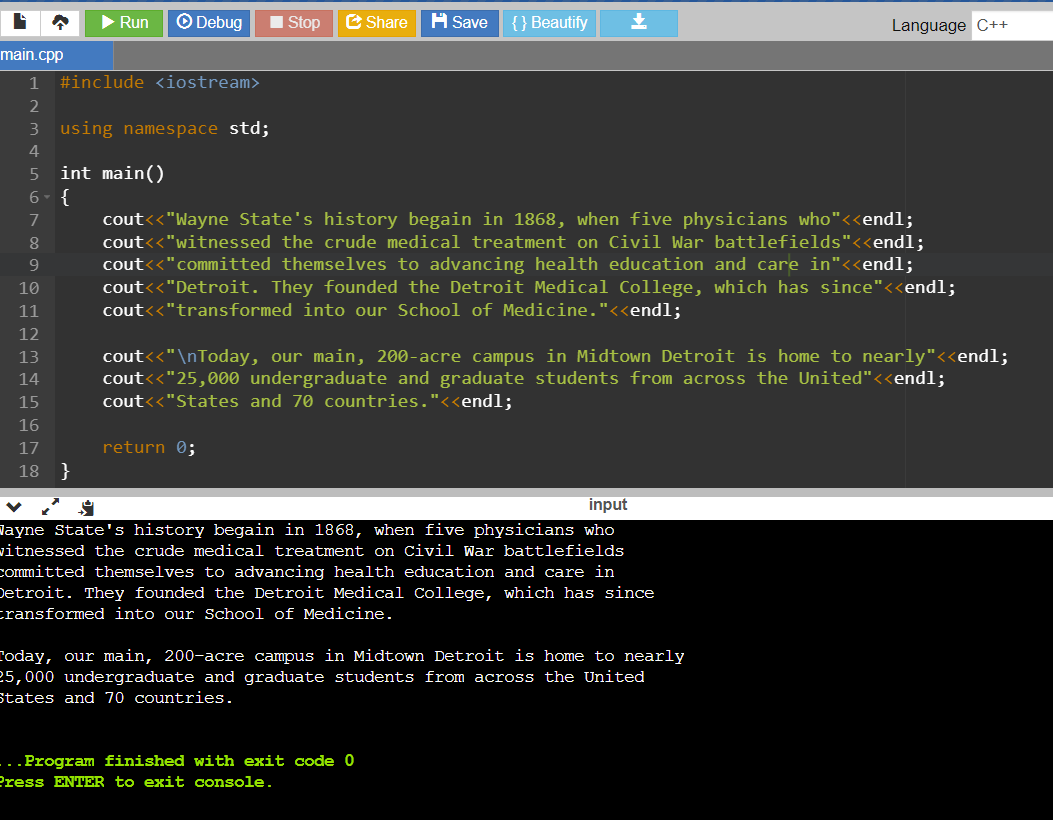 Run Debug Stop Share Save { } Beautify Language C++
main.cpp
1 #include <iostream>
2
3 using namespace std;
4
5 int main()
6 {
7 cout<<"Wayne State's history begain in 1868, when five physicians who"<<endl;
8 cout<<"witnessed the crude medical treatment on Civil War battlefields"<<endl;
9 cout<<"committed themselves to advancing health education and care in"<<endl;
10 cout<<"Detroit. They founded the Detroit Medical College, which has since"<<endl;
11 cout<<"transformed into our School of Medicine."<<endl;
12
13 cout<<"\nToday, our main, 200-acre campus in Midtown Detroit is home to nearly"<<endl;
14 cout<<"25,000 undergraduate and graduate students from across the United"<<endl;
15 cout<<"States and 70 countries."<<endl;
16
17 return 0;
18 }
input
Wayne State's history begain in 1868, when five physicians who
witnessed the crude medical treatment on Civil War battlefields
committed themselves to advancing health education and care in
Detroit. They founded the Detroit Medical College, which has since
transformed into our School of Medicine.
Today, our main, 200-acre campus in Midtown Detroit is home to nearly
25,000 undergraduate and graduate students from across the United
States and 70 countries.
...Program finished with exit code 0
Press ENTER to exit console.